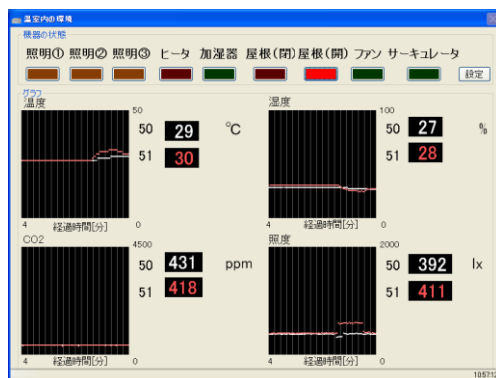 温室内の環境
機器の状態
照明① 照明② 照明③ ヒータ 加湿器 屋根(閉) 屋根(開) ファン サーキュレータ
設定
グラフ
温度 50
50 29 ℃
51 30
4 経過時間[分] 0
湿度 100
50 27 %
51 28
4 経過時間[分] 0
CO2 4500
50 431 ppm
51 418
4 経過時間[分] 0
照度 2000
50 392 lx
51 411
4 経過時間[分] 0
10:57:12